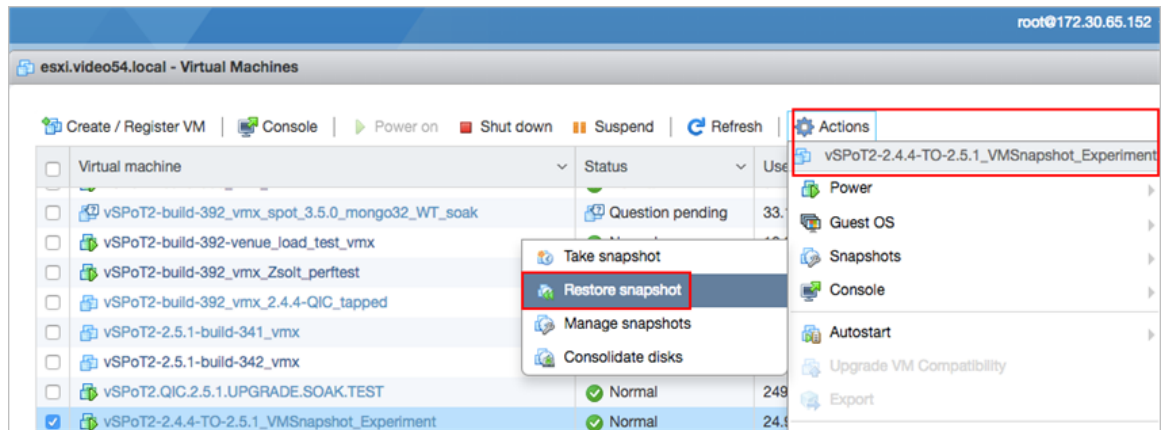 root@172.30.65.152
esxi.video54.local - Virtual Machines
Create / Register VM | Console | Power on Shut down Suspend | Refresh | Actions
Virtual machine Status Use
vSPoT2-2.4.4-TO-2.5.1_VMSnapshot_Experiment
Power
vSPoT2-build-392_vmx_spot_3.5.0_mongo32_WT_soak Question pending 33.
Guest OS
vSPoT2-build-392-venue_load_test_vmx
Take snapshot
Snapshots
vSPoT2-build-392_vmx_Zsolt_perftest
Restore snapshot
Console
vSPoT2-build-392_vmx_2.4.4-QIC_tapped
Manage snapshots
Autostart
vSPoT2-2.5.1-build-341_vmx
Consolidate disks
vSPoT2-2.5.1-build-342_vmx
Upgrade VM Compatibility
vSPoT2.QIC.2.5.1.UPGRADE.SOAK.TEST Normal 249
Export
vSPoT2-2.4.4-TO-2.5.1_VMSnapshot_Experiment Normal 24.9